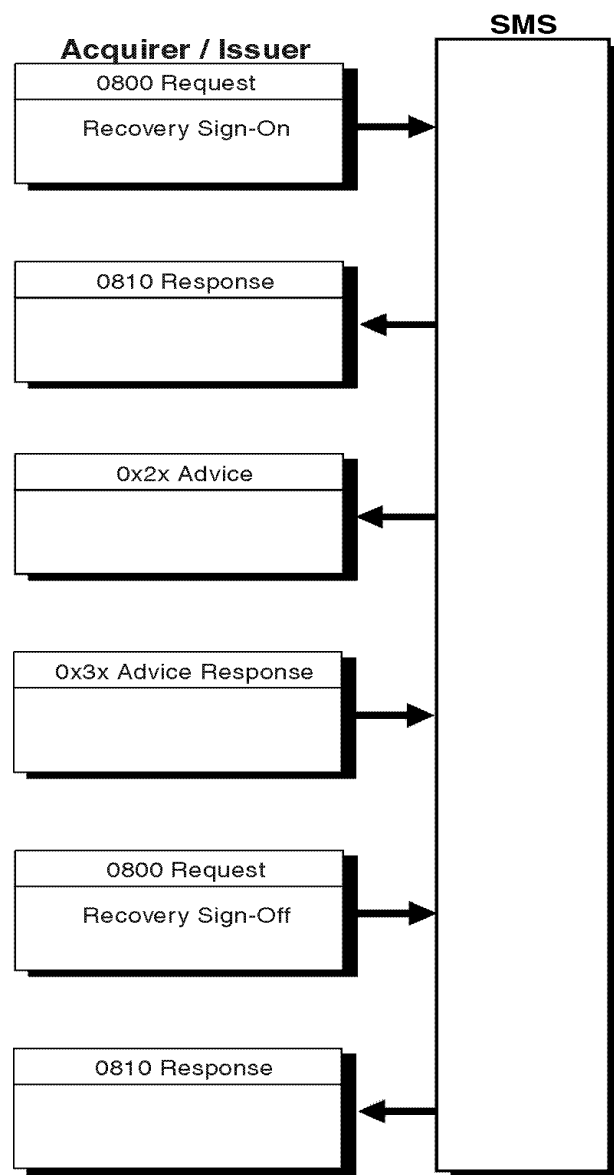 SMS
Acquirer / Issuer
0800 Request
Recovery Sign-On
0810 Response
0x2x Advice
0x3x Advice Response
0800 Request
Recovery Sign-Off
0810 Response